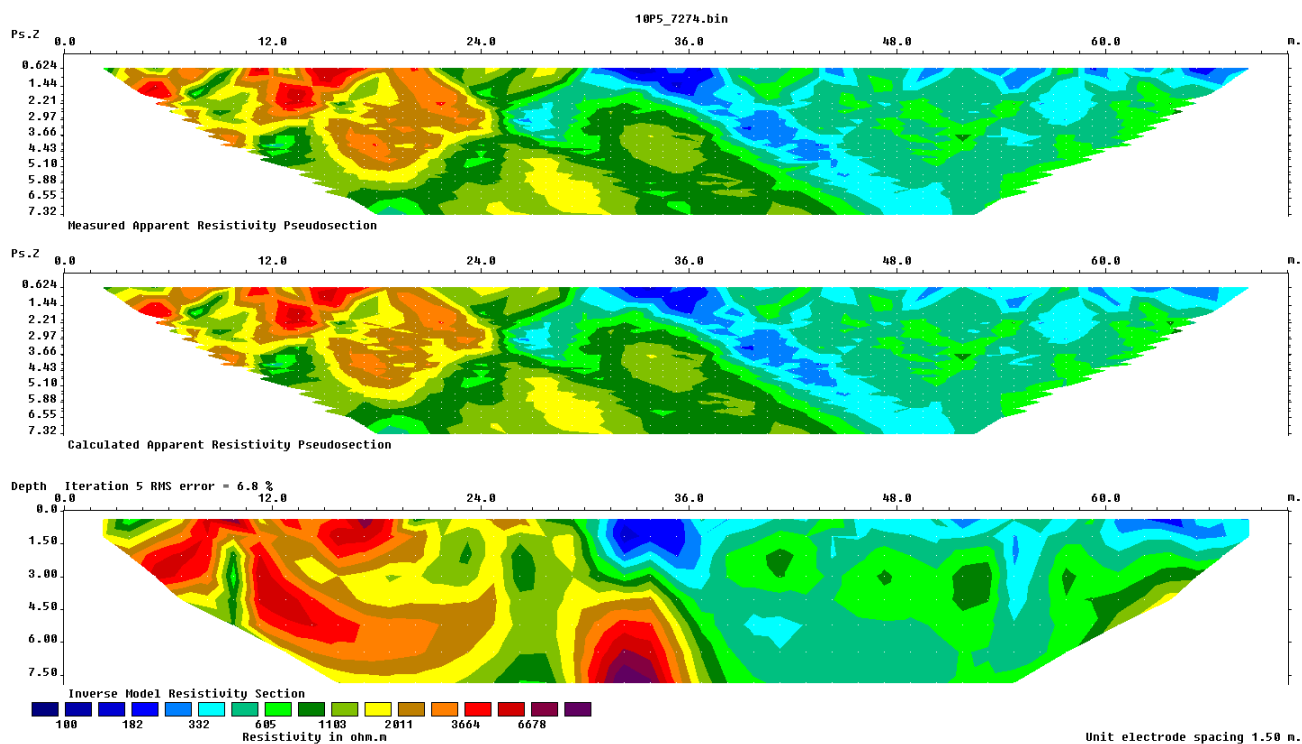 10P5_7274.bin
Ps.Z 0.0 12.0 24.0 36.0 48.0 60.0 m.
0.624
1.44
2.21
2.97
3.66
4.43
5.10
5.88
6.55
7.32
Measured Apparent Resistivity Pseudosection
Ps.Z 0.0 12.0 24.0 36.0 48.0 60.0 m.
0.624
1.44
2.21
2.97
3.66
4.43
5.10
5.88
6.55
7.32
Calculated Apparent Resistivity Pseudosection
Depth Iteration 5 RMS error = 6.8 %
0.0 12.0 24.0 36.0 48.0 60.0 m.
0.0
1.50
3.00
4.50
6.00
7.50
Inverse Model Resistivity Section
100 182 332 605 1103 2011 3664 6678
Resistivity in ohm.m
Unit electrode spacing 1.50 m.